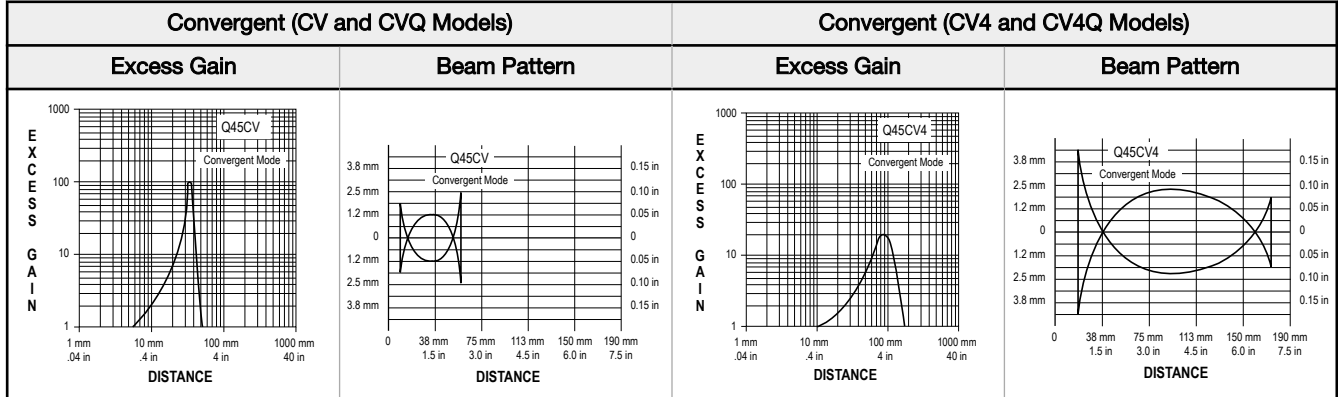 Convergent (CV and CVQ Models)
Convergent (CV4 and CV4Q Models)
Excess Gain
Beam Pattern
Excess Gain
Beam Pattern
EXCESS GAIN
1000
100
10
1
Q45CV
Convergent Mode
1 mm 10 mm 100 mm 1000 mm
.04 in .4 in 4 in 40 in
DISTANCE
Q45CV
Convergent Mode
3.8 mm
2.5 mm
1.2 mm
0
1.2 mm
2.5 mm
3.8 mm
0.15 in
0.10 in
0.05 in
0
0.05 in
0.10 in
0.15 in
0 38 mm 75 mm 113 mm 150 mm 190 mm
1.5 in 3.0 in 4.5 in 6.0 in 7.5 in
DISTANCE
EXCESS GAIN
1000
100
10
1
Q45CV4
Convergent Mode
1 mm 10 mm 100 mm 1000 mm
.04 in .4 in 4 in 40 in
DISTANCE
Q45CV4
Convergent Mode
3.8 mm
2.5 mm
1.2 mm
0
1.2 mm
2.5 mm
3.8 mm
0.15 in
0.10 in
0.05 in
0
0.05 in
0.10 in
0.15 in
0 38 mm 75 mm 113 mm 150 mm 190 mm
1.5 in 3.0 in 4.5 in 6.0 in 7.5 in
DISTANCE